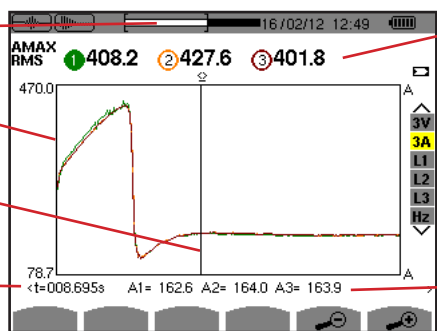 16/02/12 12:49
AMAX
RMS 1 408.2 2 427.6 3 401.8
470.0 A
3V
3A
L1
L2
L3
Hz
78.7 A
<t=008.695s A1= 162.6 A2= 164.0 A3= 163.9 >